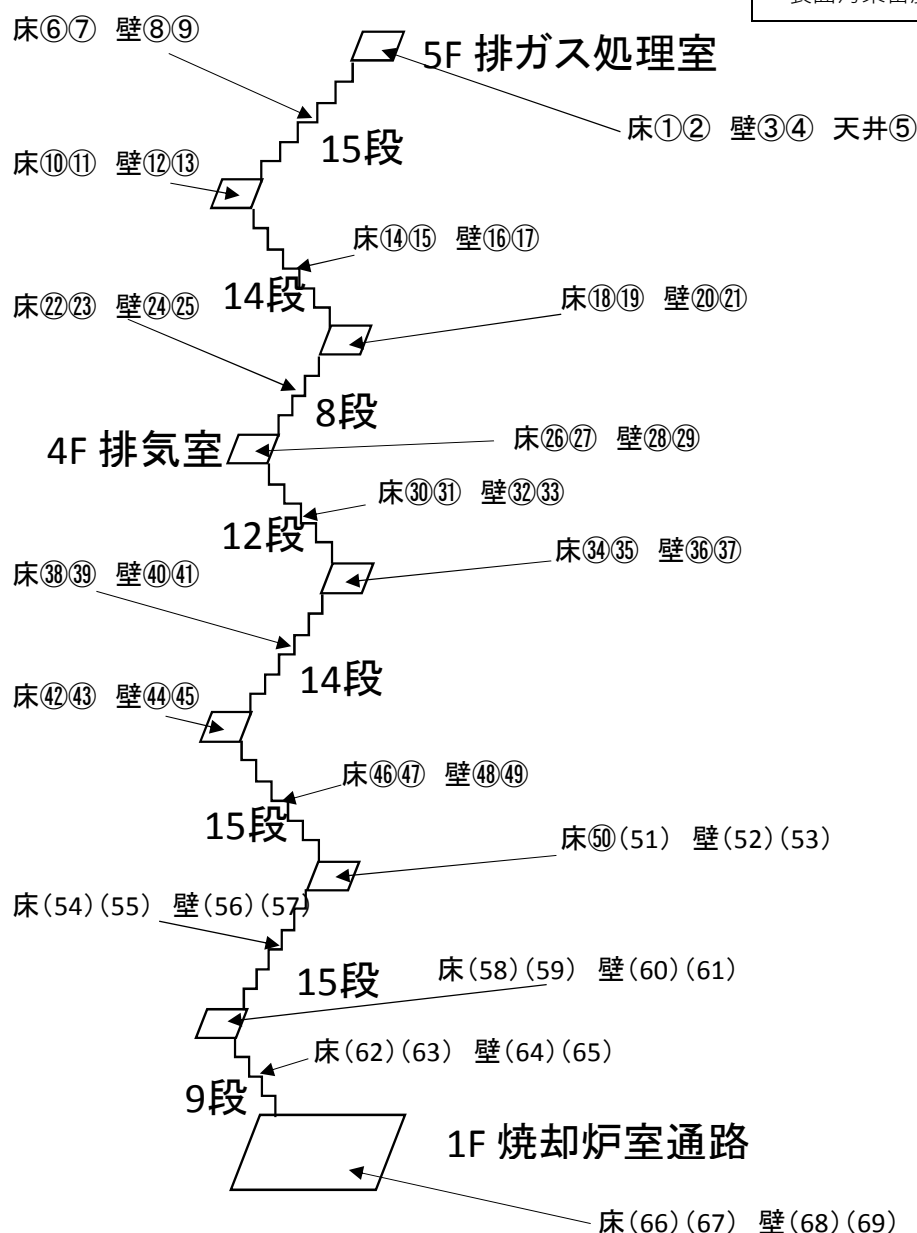 床⑥⑦ 壁⑧⑨
5F 排ガス処理室
床①② 壁③④ 天井⑤
15段
床⑩⑪ 壁⑫⑬
床⑭⑮ 壁⑯⑰
14段
床㉒㉓ 壁㉔㉕
床⑱⑲ 壁⑳㉑
8段
4F 排気室
床㉖㉗ 壁㉘㉙
床㉚㉛ 壁㉜㉝
12段
床㉞㉟ 壁㊱㊲
床㊳㊴ 壁㊵㊶
14段
床㊷㊸ 壁㊹㊺
床㊻㊼ 壁㊽㊾
15段
床㊿(51) 壁(52)(53)
床(54)(55) 壁(56)(57)
15段
床(58)(59) 壁(60)(61)
床(62)(63) 壁(64)(65)
9段
1F 焼却炉室通路
床(66)(67) 壁(68)(69)